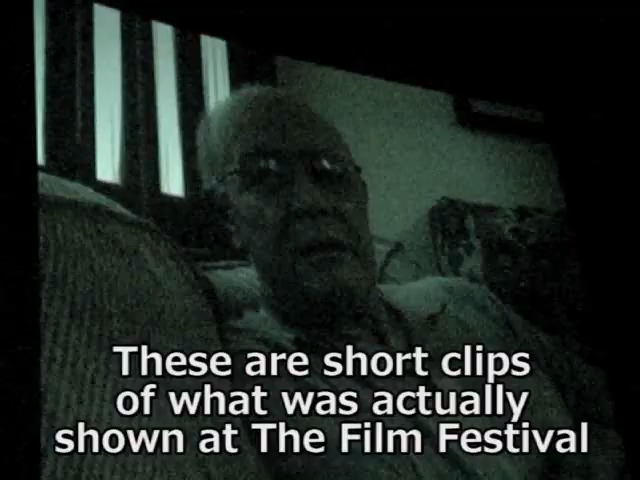 These are short clips
of what was actually
shown at The Film Festival